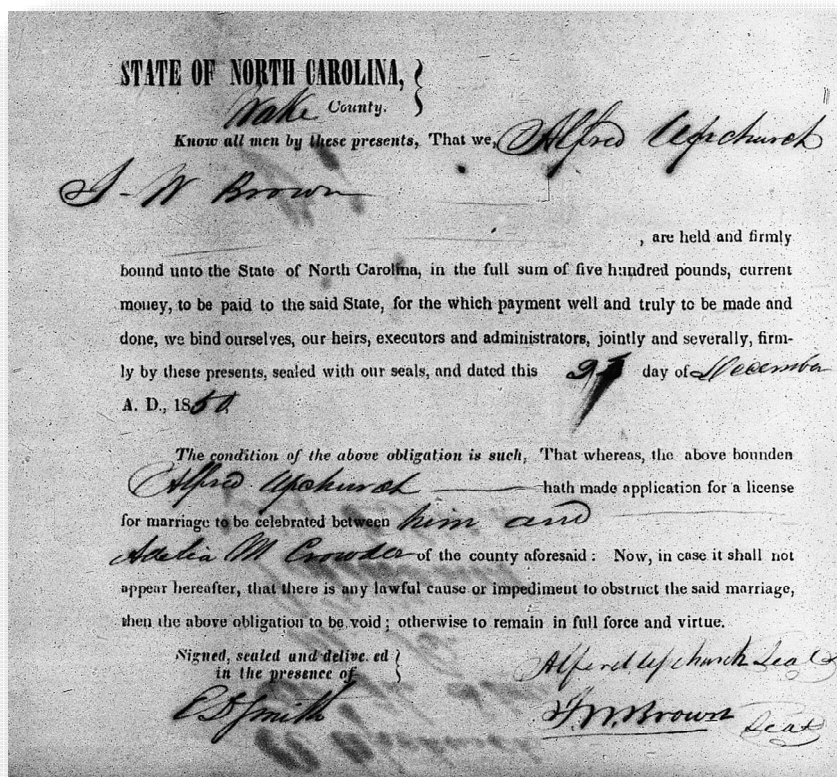 STATE OF NORTH CAROLINA,
Wake County.
Know all men by these presents, That we, Alfred Upchurch
W Brown
, are held and firmly
bound unto the State of North Carolina, in the full sum of five hundred pounds, current
money, to be paid to the said State, for the which payment well and truly to be made and
done, we bind ourselves, our heirs, executors and administrators, jointly and severally, firm-
ly by these presents, sealed with our seals, and dated this day of December
A. D., 1850
The condition of the above obligation is such, That whereas, the above bounden
Alfred Upchurch hath made application for a license
for marriage to be celebrated between him and
Adelia M Crowder of the county aforesaid: Now, in case it shall not
appear hereafter, that there is any lawful cause or impediment to obstruct the said marriage,
then the above obligation to be void; otherwise to remain in full force and virtue.
Signed, sealed and delive.ed
in the presence of
Alfred Upchurch Seal
E D Smith
W. Brown Seal